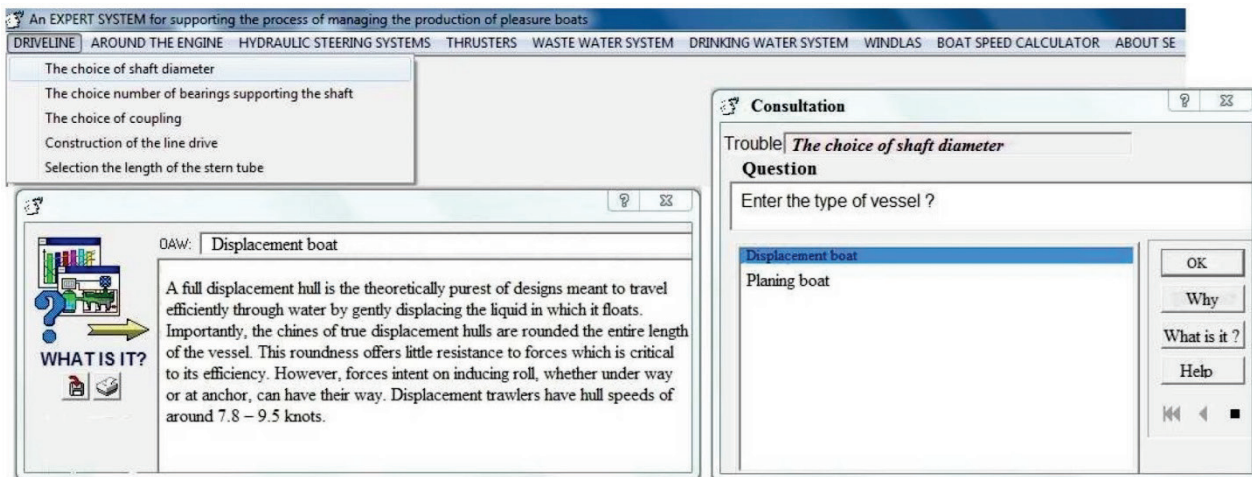 An EXPERT SYSTEM for supporting the process of managing the production of pleasure boats
DRIVELINE AROUND THE ENGINE HYDRAULIC STEERING SYSTEMS THRUSTERS WASTE WATER SYSTEM DRINKING WATER SYSTEM WINDLAS BOAT SPEED CALCULATOR ABOUT SE
The choice of shaft diameter
The choice number of bearings supporting the shaft
The choice of coupling
Construction of the line drive
Selection the length of the stern tube
OAW: Displacement boat
WHAT IS IT?
A full displacement hull is the theoretically purest of designs meant to travel
efficiently through water by gently displacing the liquid in which it floats.
Importantly, the chines of true displacement hulls are rounded the entire length
of the vessel. This roundness offers little resistance to forces which is critical
to its efficiency. However, forces intent on inducing roll, whether under way
or at anchor, can have their way. Displacement trawlers have hull speeds of
around 7.8 – 9.5 knots.
Consultation
Trouble The choice of shaft diameter
Question
Enter the type of vessel ?
Displacement boat
Planing boat
OK
Why
What is it ?
Help